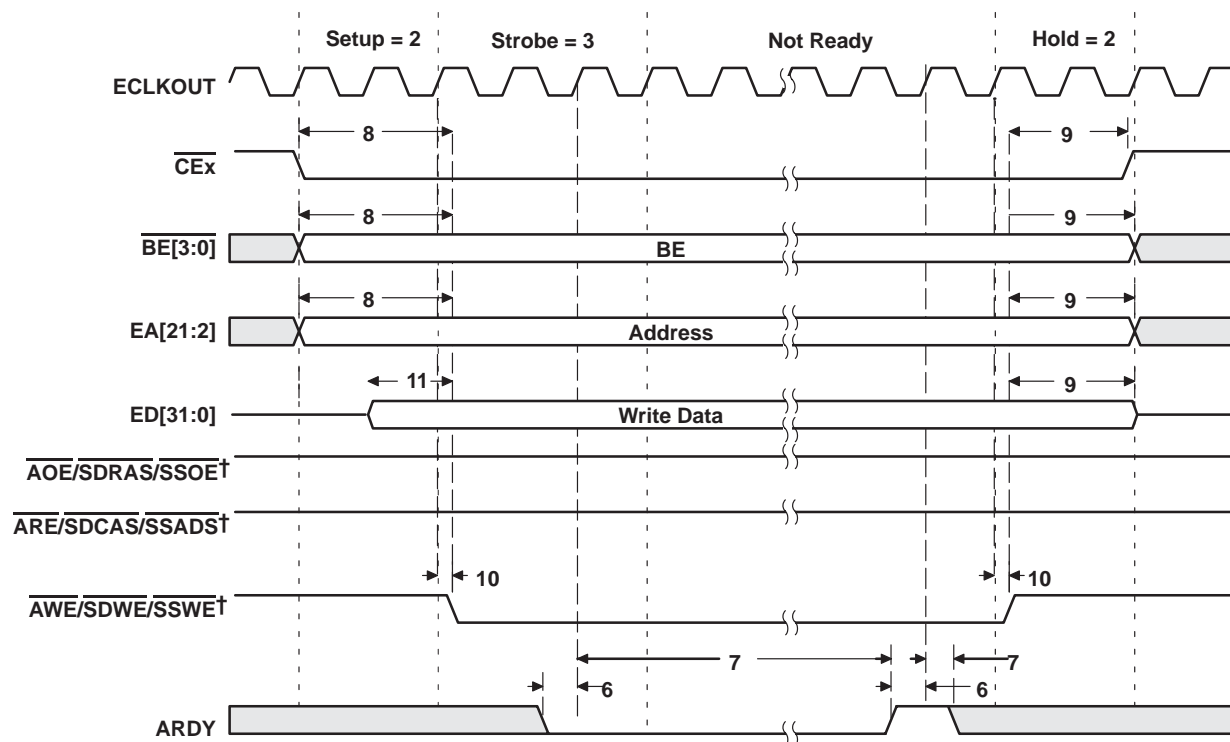 Setup = 2 Strobe = 3 Not Ready Hold = 2
ECLKOUT
8 9
CEx
8 9
BE[3:0] BE
8 9
EA[21:2] Address
11 9
ED[31:0] Write Data
AOE/SDRAS/SSOE†
ARE/SDCAS/SSADS†
10 10
AWE/SDWE/SSWE†
7 7
6 6
ARDY